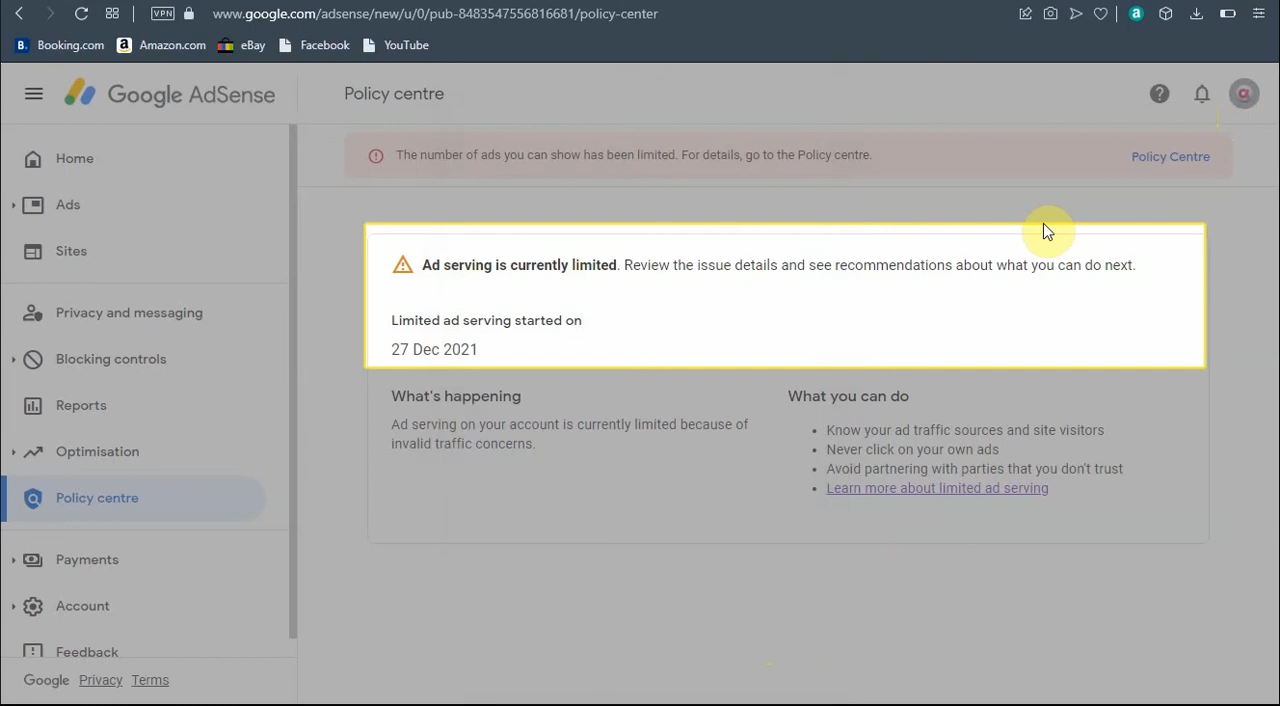 VPN
www.google.com/adsense/new/u/0/pub-8483547556816681/policy-center
a
B. Booking.com
a Amazon.com
eBay
Facebook
YouTube
Google AdSense
Policy centre
Home
Ads
Sites
Privacy and messaging
Blocking controls
Reports
Optimisation
Policy centre
Payments
Account
Feedback
Google Privacy Terms
The number of ads you can show has been limited. For details, go to the Policy centre.
Policy Centre
Ad serving is currently limited. Review the issue details and see recommendations about what you can do next.
Limited ad serving started on
27 Dec 2021
What's happening
Ad serving on your account is currently limited because of
invalid traffic concerns.
What you can do
• Know your ad traffic sources and site visitors
• Never click on your own ads
• Avoid partnering with parties that you don't trust
• Learn more about limited ad serving